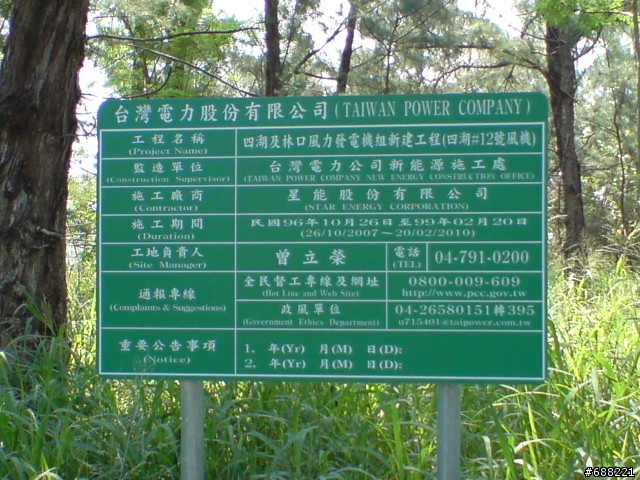 台灣電力股份有限公司(TAIWAN POWER COMPANY)
工程名稱 四湖及林口風力發電機組新建工程(四湖#12號風機)
(Project Name)
監造單位 台灣電力公司新能源施工處
(Construction Supervisor) (TAIWAN POWER COMPANY NEW ENERGY CONSTRUCTION OFFICE)
施工廠商 星能股份有限公司
(Contractor) (STAR ENERGY CORPORATION)
施工期間 民國96年10月26日至99年02月20日
(Duration) (26/10/2007~20/02/2010)
工地負責人 曾立榮 電話 04-791-0200
(Site Manager) (TEL)
通報專線 全民督工專線及網址 0800-009-609
(Complaints & Suggestions) (Hot Line and Web Site) http://www.pcc.gov.tw
政風單位 04-26580151轉395
(Government Ethics Department) u715401@taipower.com.tw
重要公告事項 1. 年(Yr) 月(M) 日(D):
(Notice) 2. 年(Yr) 月(M) 日(D):
#688221